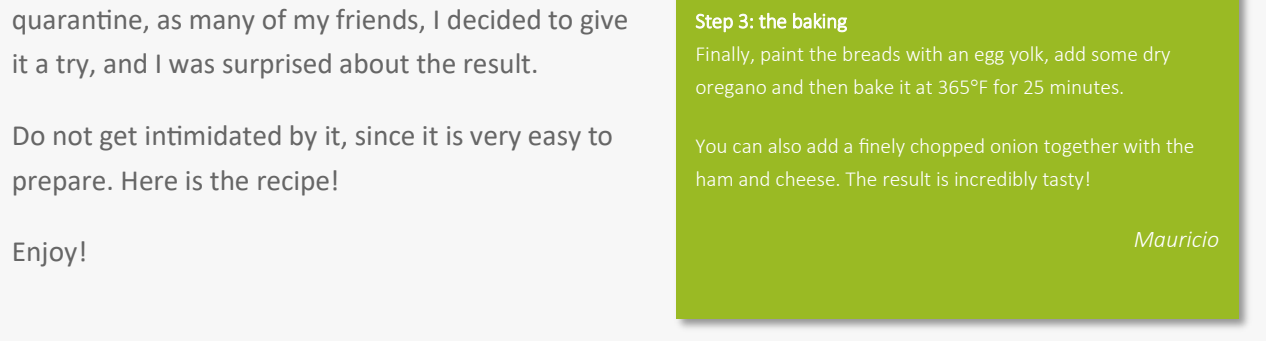 quarantine, as many of my friends, I decided to give
it a try, and I was surprised about the result.
Do not get intimidated by it, since it is very easy to
prepare. Here is the recipe!
Enjoy!
Step 3: the baking
Finally, paint the breads with an egg yolk, add some dry
oregano and then bake it at 365°F for 25 minutes.
You can also add a finely chopped onion together with the
ham and cheese. The result is incredibly tasty!
Mauricio